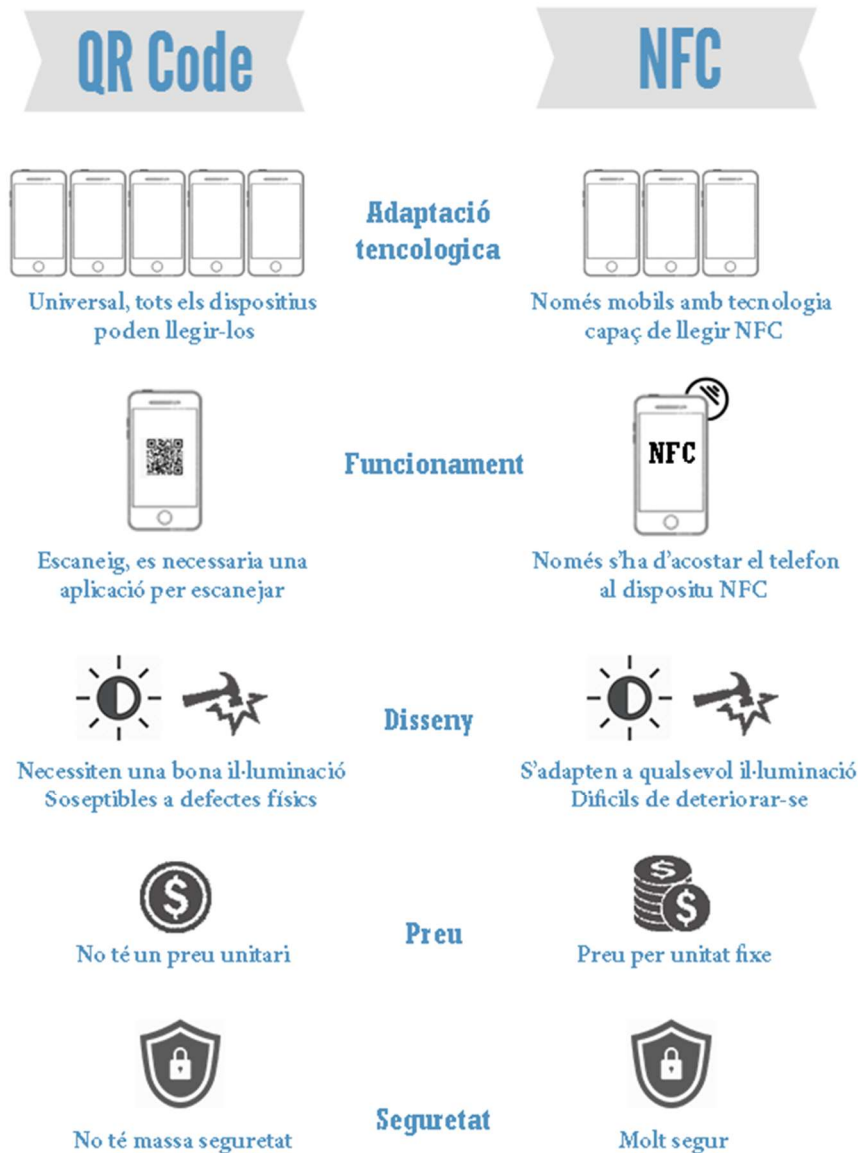 QR Code
NFC
Adaptació
tencologica
Universal, tots els dispositius
poden llegir-los
Només mobils amb tecnologia
capaç de llegir NFC
Funcionament
NFC
Escaneig, es necessaria una
aplicació per escanejar
Només s'ha d'acostar el telefon
al dispositu NFC
Disseny
Necessiten una bona il·luminació
Soseptibles a defectes físics
S'adapten a qualsevol il·luminació
Dificils de deteriorar-se
Preu
No té un preu unitari
Preu per unitat fixe
Seguretat
No té massa seguretat
Molt segur